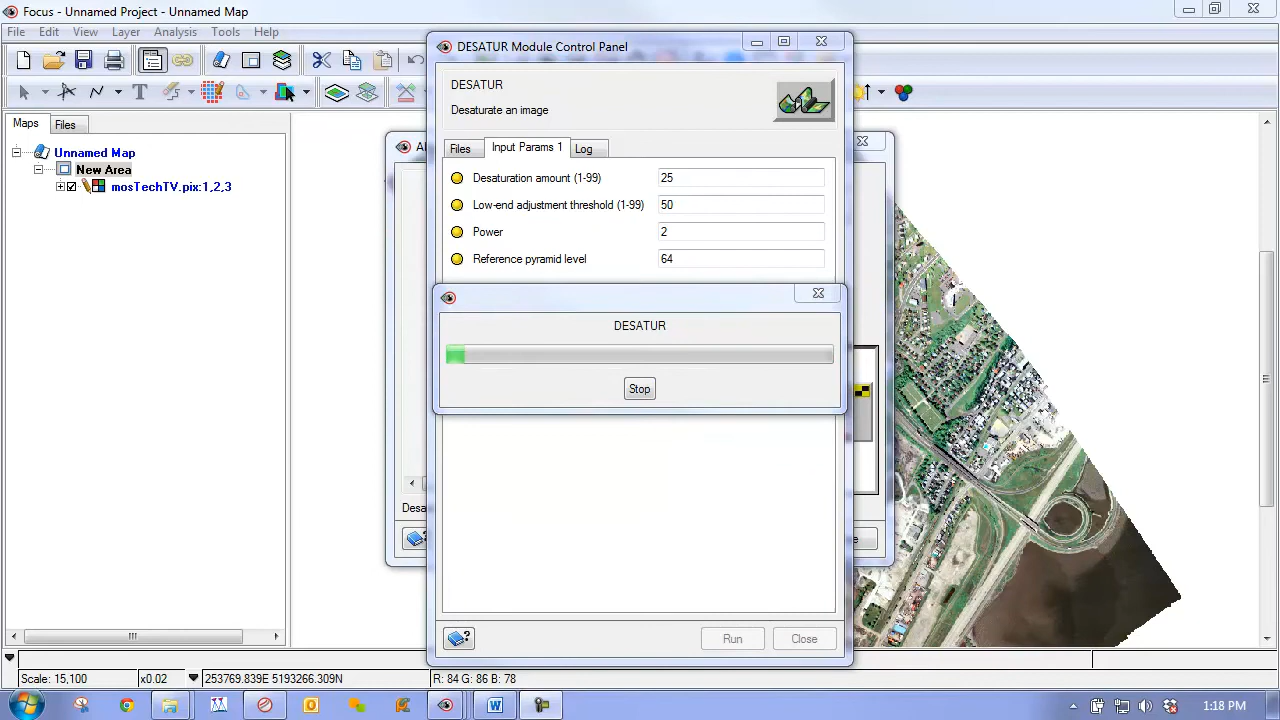 Focus - Unnamed Project - Unnamed Map
File Edit View Layer Analysis Tools Help
Maps Files
Unnamed Map
New Area
mosTechTV.pix:1,2,3
DESATUR Module Control Panel
DESATUR
Desaturate an image
Files Input Params 1 Log
Desaturation amount (1-99) 25
Low-end adjustment threshold (1-99) 50
Power 2
Reference pyramid level 64
DESATUR
Stop
Desa
Run Close
Scale: 15,100 x0.02 253769.839E 5193266.309N R: 84 G: 86 B: 78
1:18 PM